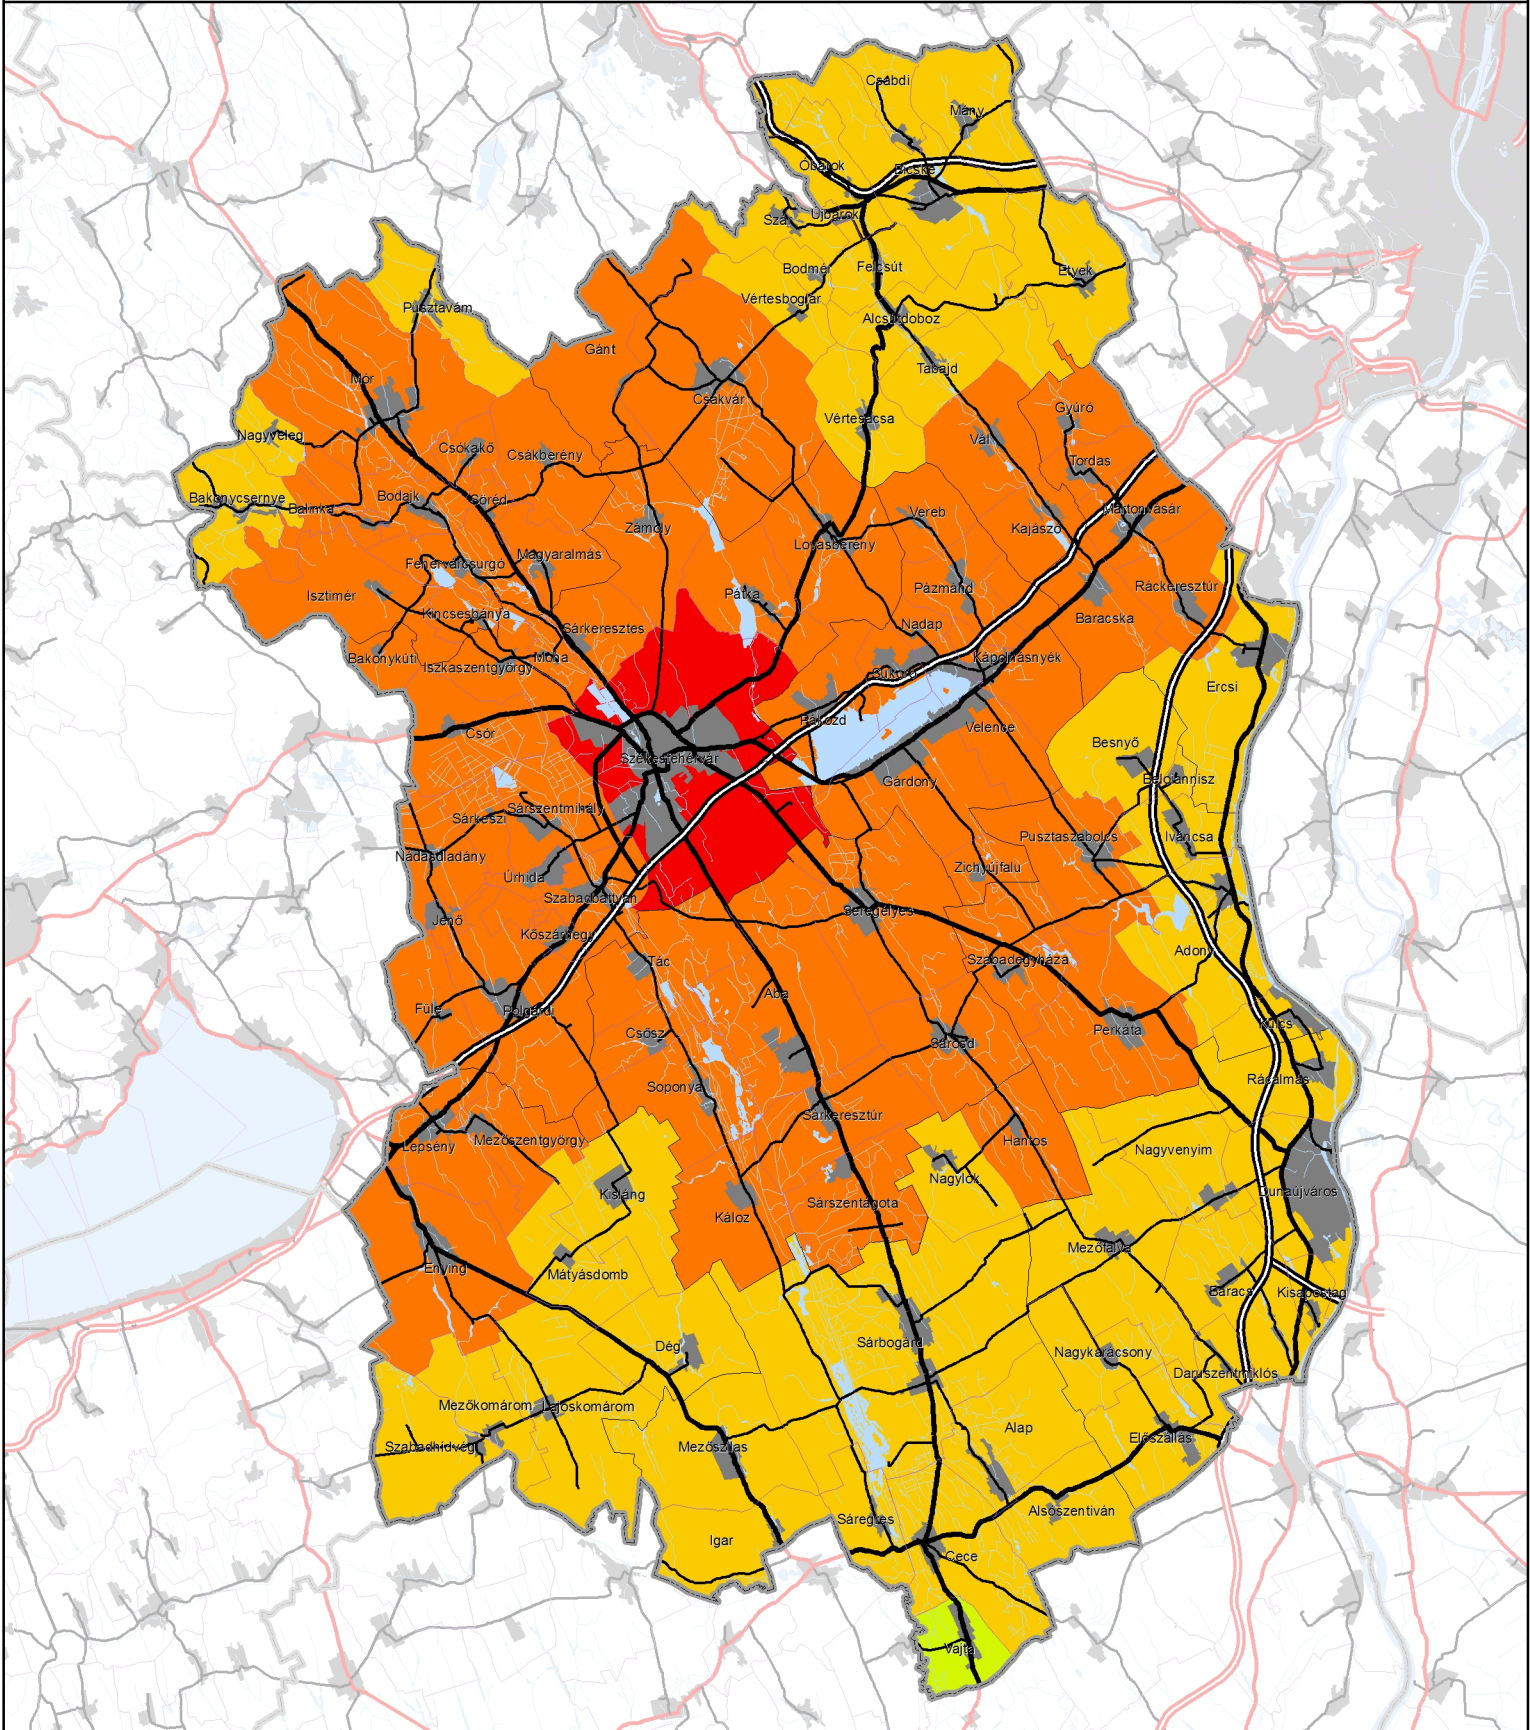 Csabdi
Mány
Óbarok
Bicske
Szár
Újbarok
Bodmér
Felcsút
Etyek
Vértesboglár
Pusztavám
Alcsútdoboz
Gánt
Tabajd
Mór
Csákvár
Gyúró
Vértesacsa
Nagyveleg
Vál
Csókakő
Csákberény
Tordas
Bakonycsernye
Bodajk
Söréd
Balinka
Mártonvásár
Vereb
Zámoly
Kajászó
Lovasberény
Magyaralmás
Fehérvárcsurgó
Pázmánd
Ráckeresztúr
Isztimér
Pátka
Kincsesbánya
Baracska
Nadap
Sárkeresztes
Bakonykúti
Moha
Kápolnásnyék
Iszkaszentgyörgy
Sukoró
Ercsi
Pákozd
Velence
Csór
Besnyő
Székesfehérvár
Beloiannisz
Gárdony
Sárszentmihály
Sárkeszi
Pusztaszabolcs
Iváncsa
Nádasdladány
Zichyújfalu
Úrhida
Szabadbattyán
Seregélyes
Jenő
Kőszárhegy
Adony
Tác
Szabadegyháza
Aba
Füle
Polgárdi
Kulcs
Perkáta
Csősz
Sárosd
Rácalmás
Soponya
Sárkeresztúr
Mezőszentgyörgy
Hantos
Lepsény
Nagyvenyim
Nagylók
Dunaújváros
Kisláng
Sárszentágota
Káloz
Mezőfalva
Enying
Mátyásdomb
Baracs
Kisapostag
Sárbogárd
Dég
Nagykarácsony
Daruszentmiklós
Mezőkomárom
Lajoskomárom
Alap
Előszállás
Szabadhídvég
Mezőszilas
Alsószentiván
Sáregres
Igar
Cece
Vajta